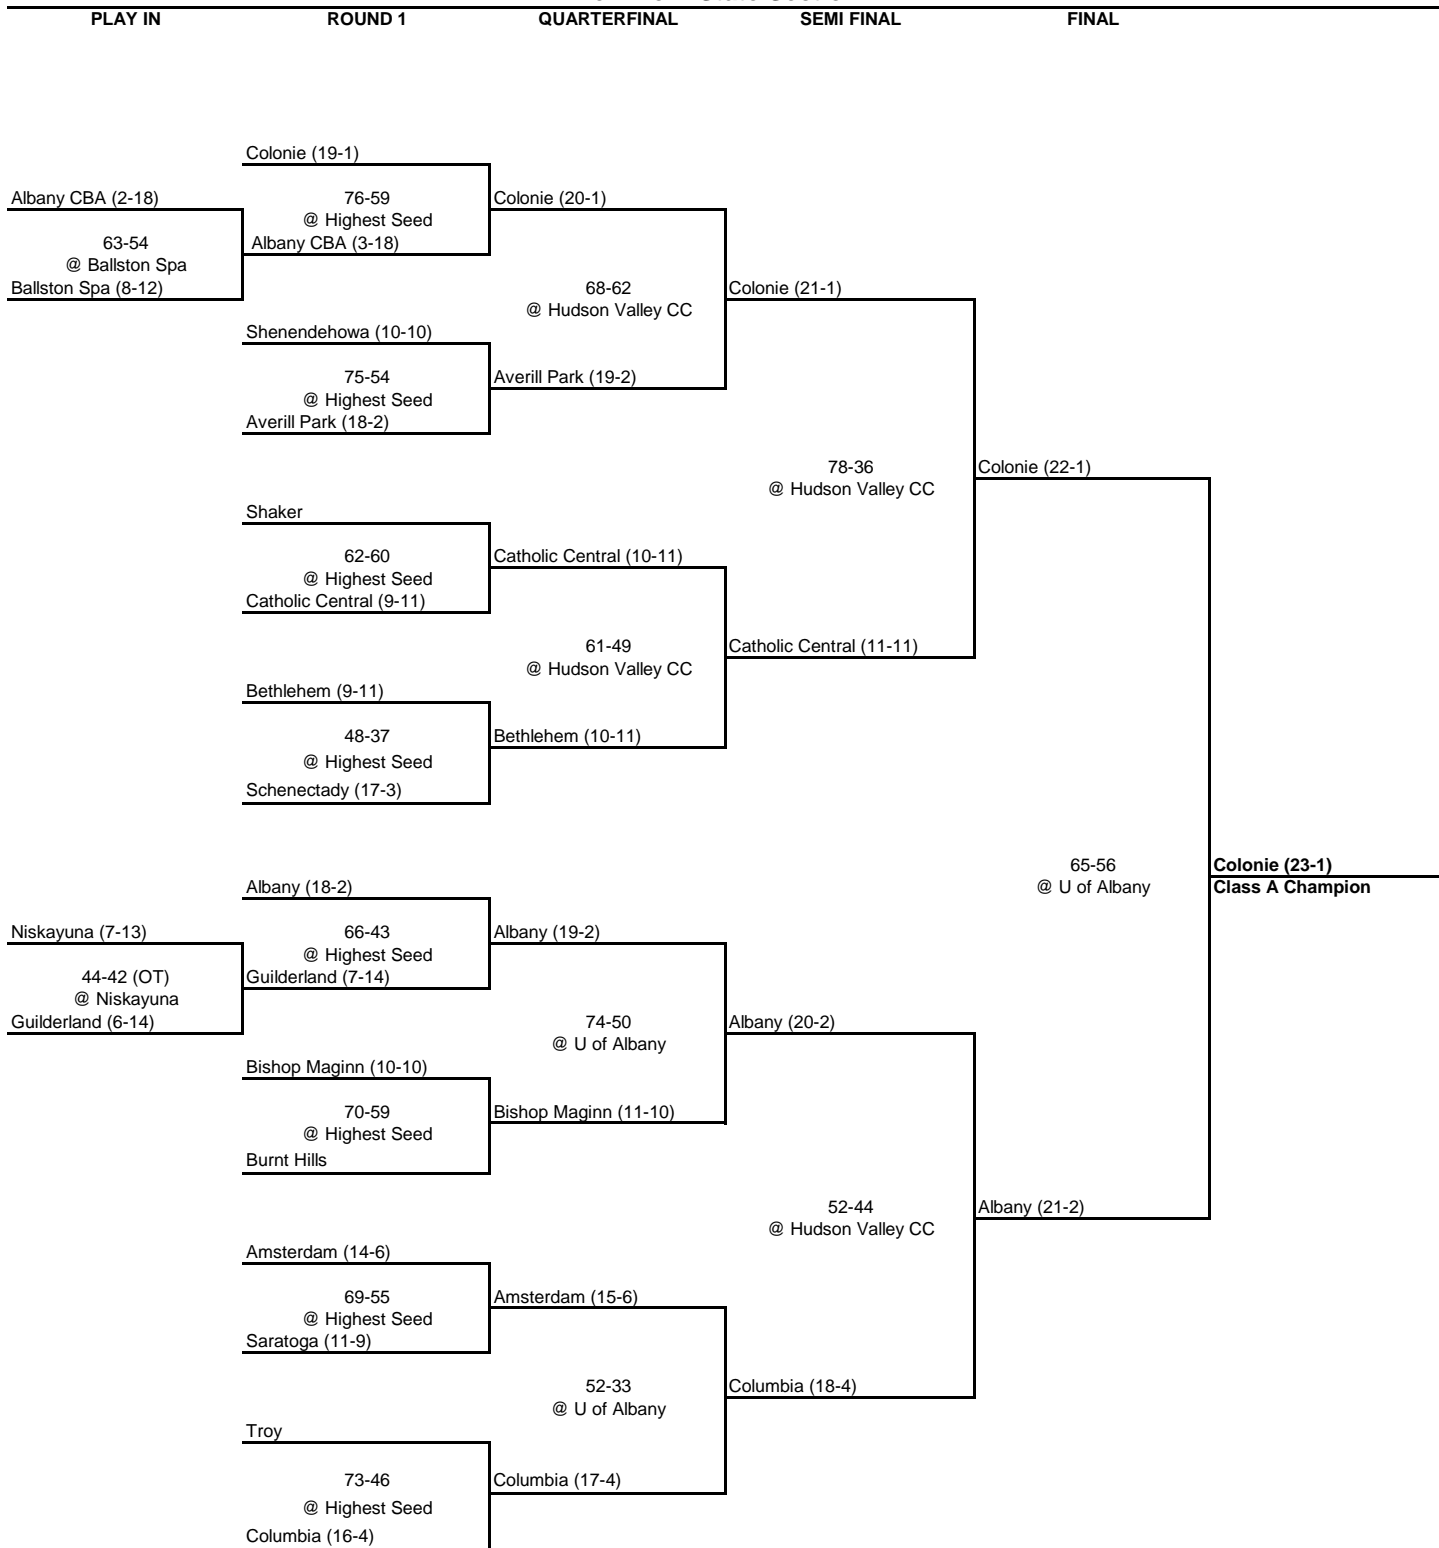 PLAY IN ROUND 1 QUARTERFINAL SEMI FINAL FINAL
Colonie (19-1)
Albany CBA (2-18) 76-59 Colonie (20-1)
@ Highest Seed
63-54 Albany CBA (3-18)
@ Ballston Spa
Ballston Spa (8-12) 68-62 Colonie (21-1)
@ Hudson Valley CC
Shenendehowa (10-10)
75-54 Averill Park (19-2)
@ Highest Seed
Averill Park (18-2)
78-36 Colonie (22-1)
@ Hudson Valley CC
Shaker
62-60 Catholic Central (10-11)
@ Highest Seed
Catholic Central (9-11)
61-49 Catholic Central (11-11)
@ Hudson Valley CC
Bethlehem (9-11)
48-37 Bethlehem (10-11)
@ Highest Seed
Schenectady (17-3)
65-56 Colonie (23-1)
Albany (18-2) @ U of Albany Class A Champion
Niskayuna (7-13) 66-43 Albany (19-2)
@ Highest Seed
44-42 (OT) Guilderland (7-14)
@ Niskayuna
Guilderland (6-14) 74-50 Albany (20-2)
@ U of Albany
Bishop Maginn (10-10)
70-59 Bishop Maginn (11-10)
@ Highest Seed
Burnt Hills
52-44 Albany (21-2)
@ Hudson Valley CC
Amsterdam (14-6)
69-55 Amsterdam (15-6)
@ Highest Seed
Saratoga (11-9)
52-33 Columbia (18-4)
@ U of Albany
Troy
73-46 Columbia (17-4)
@ Highest Seed
Columbia (16-4)